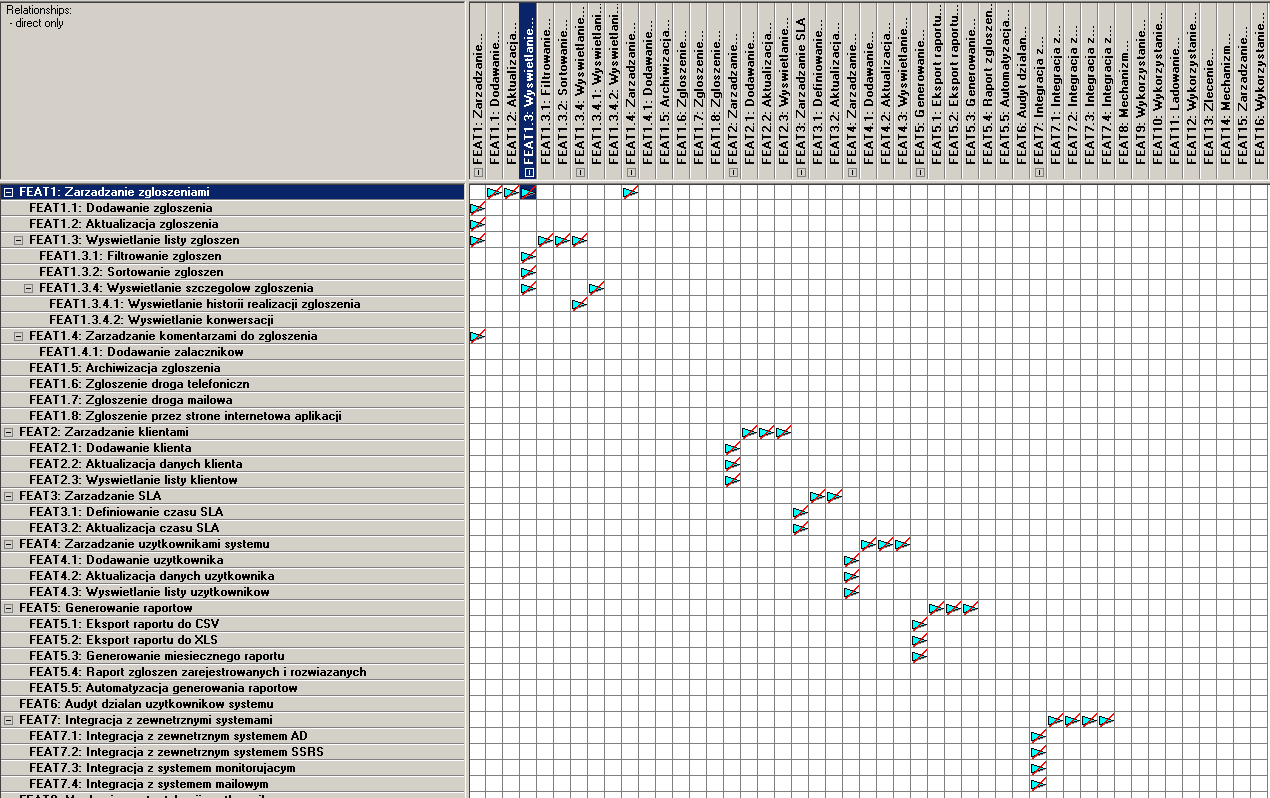 Relationships:
- direct only
FEAT1: Zarzadzanie...
FEAT1.1: Dodawanie...
FEAT1.2: Aktualizacja...
FEAT1.3: Wyswietlanie...
FEAT1.3.1: Filtrowanie...
FEAT1.3.2: Sortowanie...
FEAT1.3.4: Wyswietlanie...
FEAT1.3.4.1: Wyswietlani...
FEAT1.3.4.2: Wyswietlani...
FEAT1.4: Zarzadzanie...
FEAT1.4.1: Dodawanie...
FEAT1.5: Archiwizacja...
FEAT1.6: Zgloszenie...
FEAT1.7: Zgloszenie...
FEAT1.8: Zgloszenie...
FEAT2: Zarzadzanie...
FEAT2.1: Dodawanie...
FEAT2.2: Aktualizacja...
FEAT2.3: Wyswietlanie...
FEAT3: Zarzadzanie SLA
FEAT3.1: Definiowanie...
FEAT3.2: Aktualizacja...
FEAT4: Zarzadzanie...
FEAT4.1: Dodawanie...
FEAT4.2: Aktualizacja...
FEAT4.3: Wyswietlanie...
FEAT5: Generowanie...
FEAT5.1: Eksport raportu...
FEAT5.2: Eksport raportu...
FEAT5.3: Generowanie...
FEAT5.4: Raport zgloszen...
FEAT5.5: Automatyzacja...
FEAT6: Audyt dzialan...
FEAT7: Integracja z...
FEAT7.1: Integracja z...
FEAT7.2: Integracja z...
FEAT7.3: Integracja z...
FEAT7.4: Integracja z...
FEAT8: Mechanizm...
FEAT9: Wykorzystanie...
FEAT10: Wykorzystanie...
FEAT11: Ladowanie...
FEAT12: Wykorzystanie...
FEAT13: Zlecenie...
FEAT14: Mechanizm...
FEAT15: Zarzadzanie...
FEAT16: Wykorzystanie...
FEAT1: Zarzadzanie zgloszeniami
FEAT1.1: Dodawanie zgloszenia
FEAT1.2: Aktualizacja zgloszenia
FEAT1.3: Wyswietlanie listy zgloszen
FEAT1.3.1: Filtrowanie zgloszen
FEAT1.3.2: Sortowanie zgloszen
FEAT1.3.4: Wyswietlanie szczegolow zgloszenia
FEAT1.3.4.1: Wyswietlanie historii realizacji zgloszenia
FEAT1.3.4.2: Wyswietlanie konwersacji
FEAT1.4: Zarzadzanie komentarzami do zgloszenia
FEAT1.4.1: Dodawanie zalacznikow
FEAT1.5: Archiwizacja zgloszenia
FEAT1.6: Zgloszenie droga telefoniczn
FEAT1.7: Zgloszenie droga mailowa
FEAT1.8: Zgloszenie przez strone internetowa aplikacji
FEAT2: Zarzadzanie klientami
FEAT2.1: Dodawanie klienta
FEAT2.2: Aktualizacja danych klienta
FEAT2.3: Wyswietlanie listy klientow
FEAT3: Zarzadzanie SLA
FEAT3.1: Definiowanie czasu SLA
FEAT3.2: Aktualizacja czasu SLA
FEAT4: Zarzadzanie uzytkownikami systemu
FEAT4.1: Dodawanie uzytkownika
FEAT4.2: Aktualizacja danych uzytkownika
FEAT4.3: Wyswietlanie listy uzytkownikow
FEAT5: Generowanie raportow
FEAT5.1: Eksport raportu do CSV
FEAT5.2: Eksport raportu do XLS
FEAT5.3: Generowanie miesiecznego raportu
FEAT5.4: Raport zgloszen zarejestrowanych i rozwiazanych
FEAT5.5: Automatyzacja generowania raportow
FEAT6: Audyt dzialan uzytkownikow systemu
FEAT7: Integracja z zewnetrznymi systemami
FEAT7.1: Integracja z zewnetrznym systemem AD
FEAT7.2: Integracja z zewnetrznym systemem SSRS
FEAT7.3: Integracja z systemem monitorujacym
FEAT7.4: Integracja z systemem mailowym